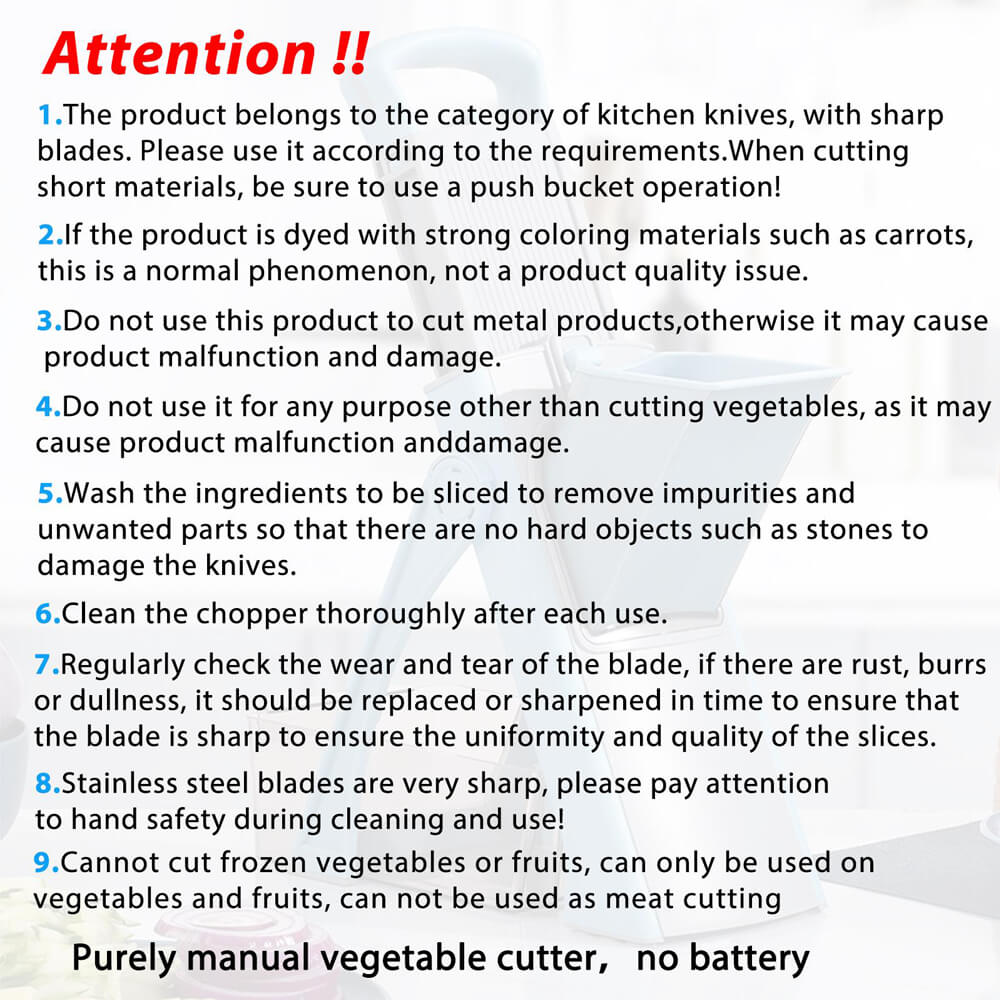 Attention !!
1.The product belongs to the category of kitchen knives, with sharp
blades. Please use it according to the requirements.When cutting
short materials, be sure to use a push bucket operation!
2.If the product is dyed with strong coloring materials such as carrots,
this is a normal phenomenon, not a product quality issue.
3.Do not use this product to cut metal products,otherwise it may cause
product malfunction and damage.
4.Do not use it for any purpose other than cutting vegetables, as it may
cause product malfunction anddamage.
5.Wash the ingredients to be sliced to remove impurities and
unwanted parts so that there are no hard objects such as stones to
damage the knives.
6.Clean the chopper thoroughly after each use.
7.Regularly check the wear and tear of the blade, if there are rust, burrs
or dullness, it should be replaced or sharpened in time to ensure that
the blade is sharp to ensure the uniformity and quality of the slices.
8.Stainless steel blades are very sharp, please pay attention
to hand safety during cleaning and use!
9.Cannot cut frozen vegetables or fruits, can only be used on
vegetables and fruits, can not be used as meat cutting
Purely manual vegetable cutter, no battery